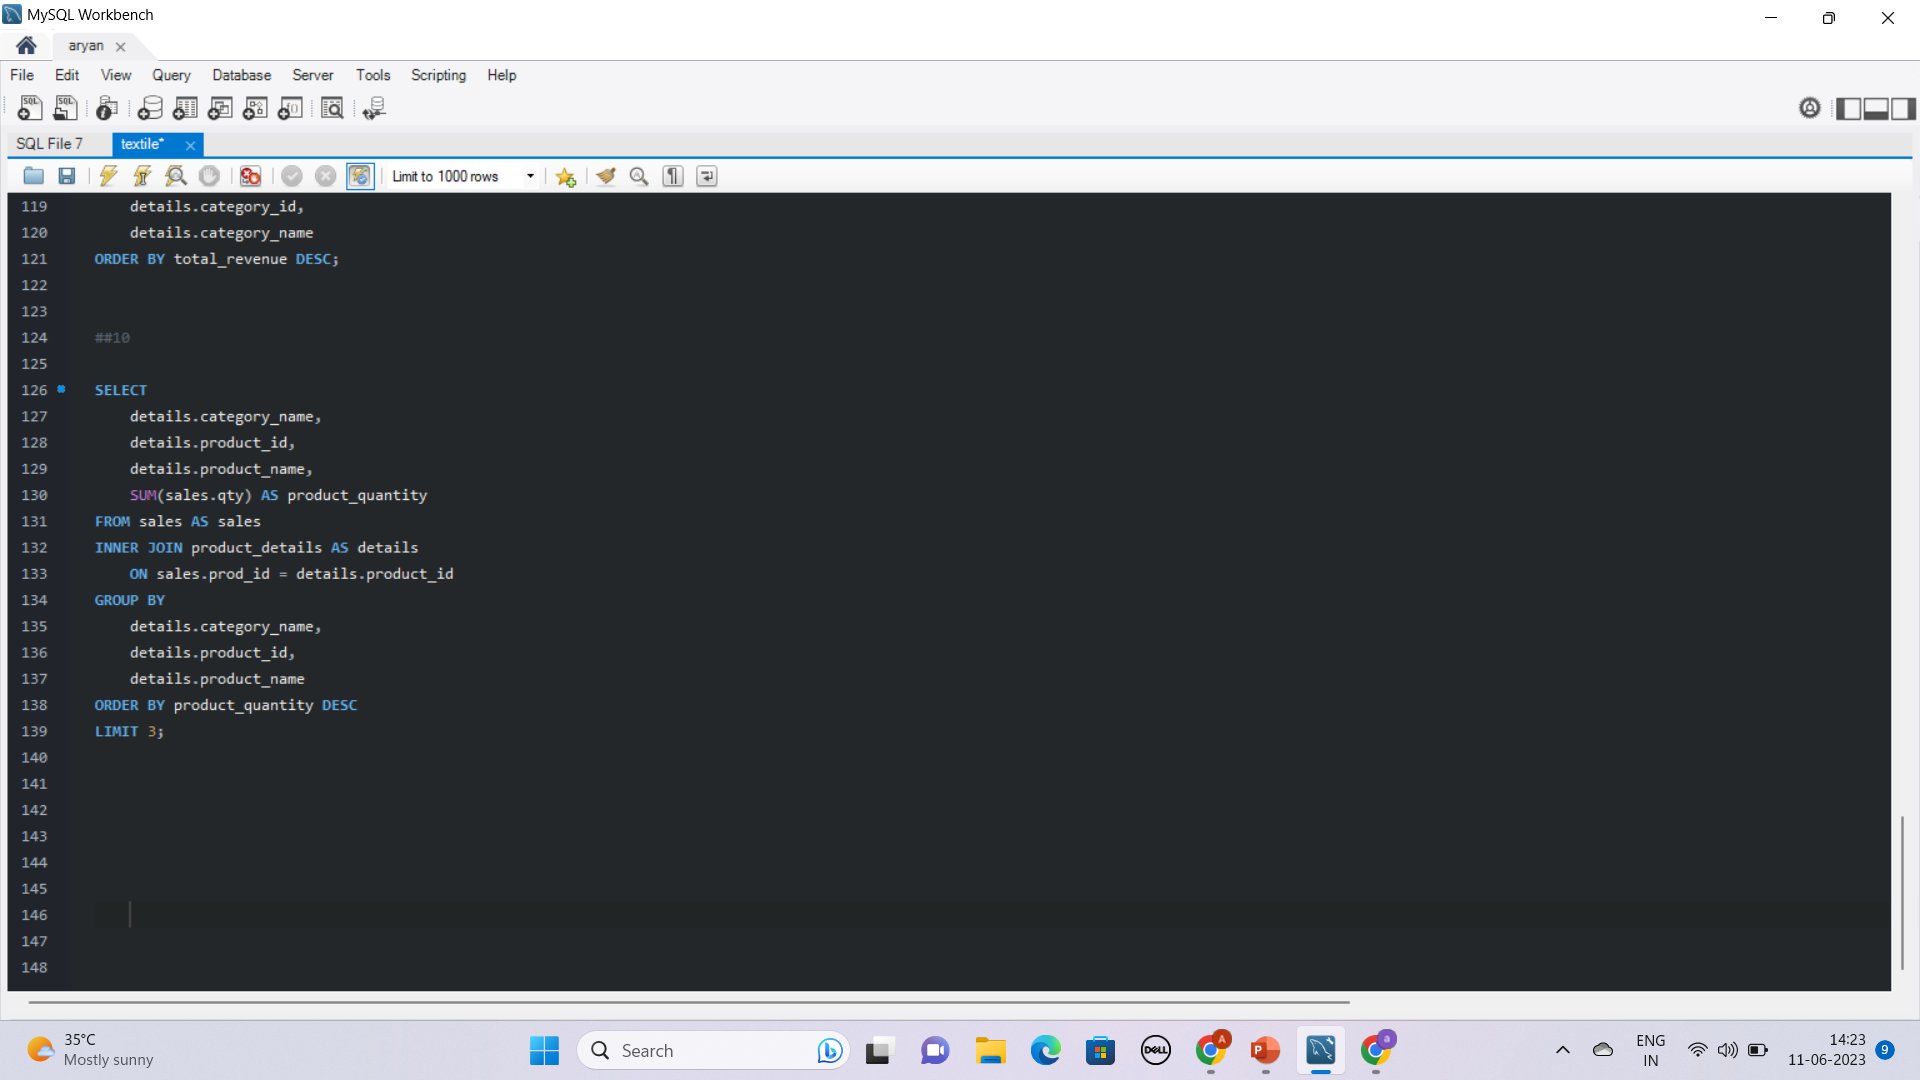 MySQL Workbench
aryan
File Edit View Query Database Server Tools Scripting Help
SQL File 7 textile*
Limit to 1000 rows
119 details.category_id,
120 details.category_name
121 ORDER BY total_revenue DESC;
122
123
124 ##10
125
126 SELECT
127 details.category_name,
128 details.product_id,
129 details.product_name,
130 SUM(sales.qty) AS product_quantity
131 FROM sales AS sales
132 INNER JOIN product_details AS details
133 ON sales.prod_id = details.product_id
134 GROUP BY
135 details.category_name,
136 details.product_id,
137 details.product_name
138 ORDER BY product_quantity DESC
139 LIMIT 3;
140
141
142
143
144
145
146
147
148
35°C
Mostly sunny
Search
DELL
A
P
a
ENG
IN
14:23
11-06-2023
9